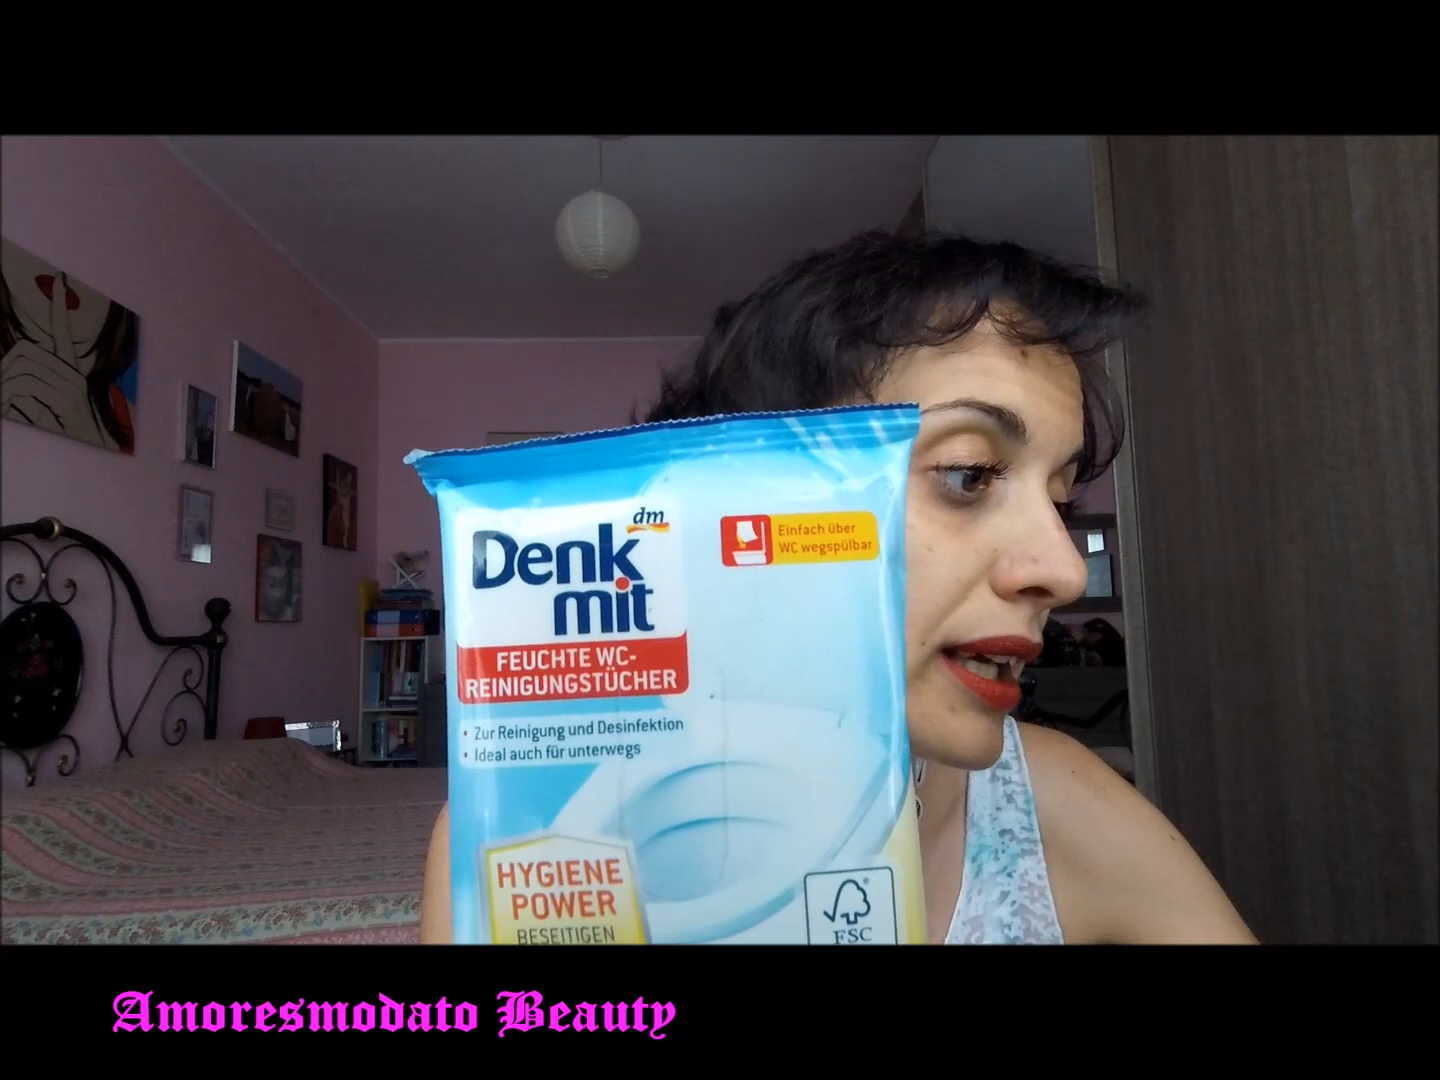 dm
Denk
mit
FEUCHTE WC-
REINIGUNGSTÜCHER
• Zur Reinigung und Desinfektion
• Ideal auch für unterwegs
Einfach über
WC wegspülbar
HYGIENE
POWER
BESEITIGEN
FSC
Amoresmodato Beauty